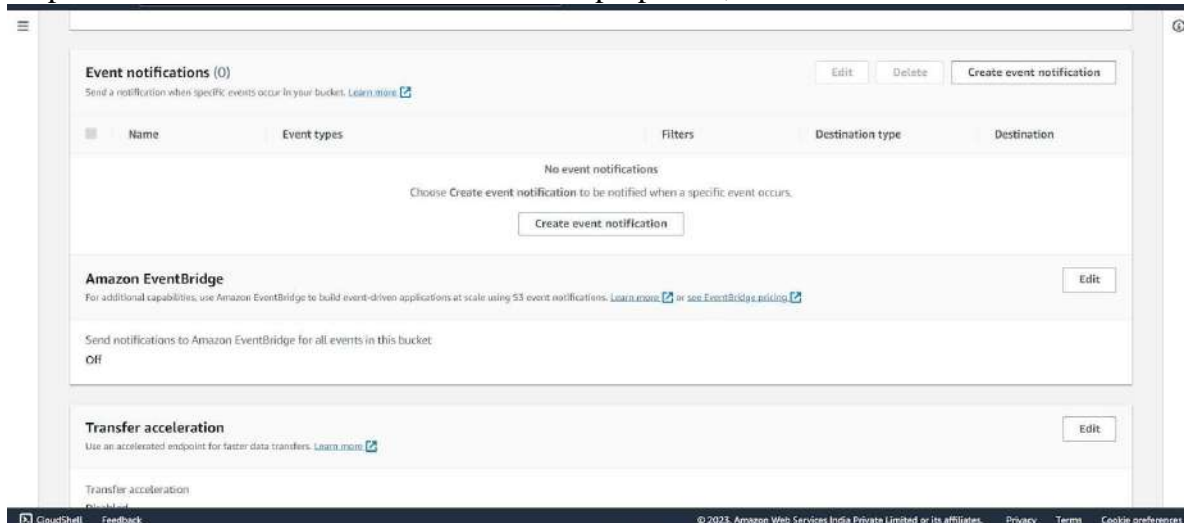 Event notifications (0)
Edit
Delete
Create event notification
Send a notification when specific events occur in your bucket. Learn more
Name
Event types
Filters
Destination type
Destination
No event notifications
Choose Create event notification to be notified when a specific event occurs.
Create event notification
Amazon EventBridge
Edit
For additional capabilities, use Amazon EventBridge to build event-driven applications at scale using S3 event notifications. Learn more or see EventBridge pricing
Send notifications to Amazon EventBridge for all events in this bucket
Off
Transfer acceleration
Edit
Use an accelerated endpoint for faster data transfers. Learn more
Transfer acceleration
Disabled
CloudShell Feedback © 2023, Amazon Web Services India Private Limited or its affiliates. Privacy Terms Cookie preferences